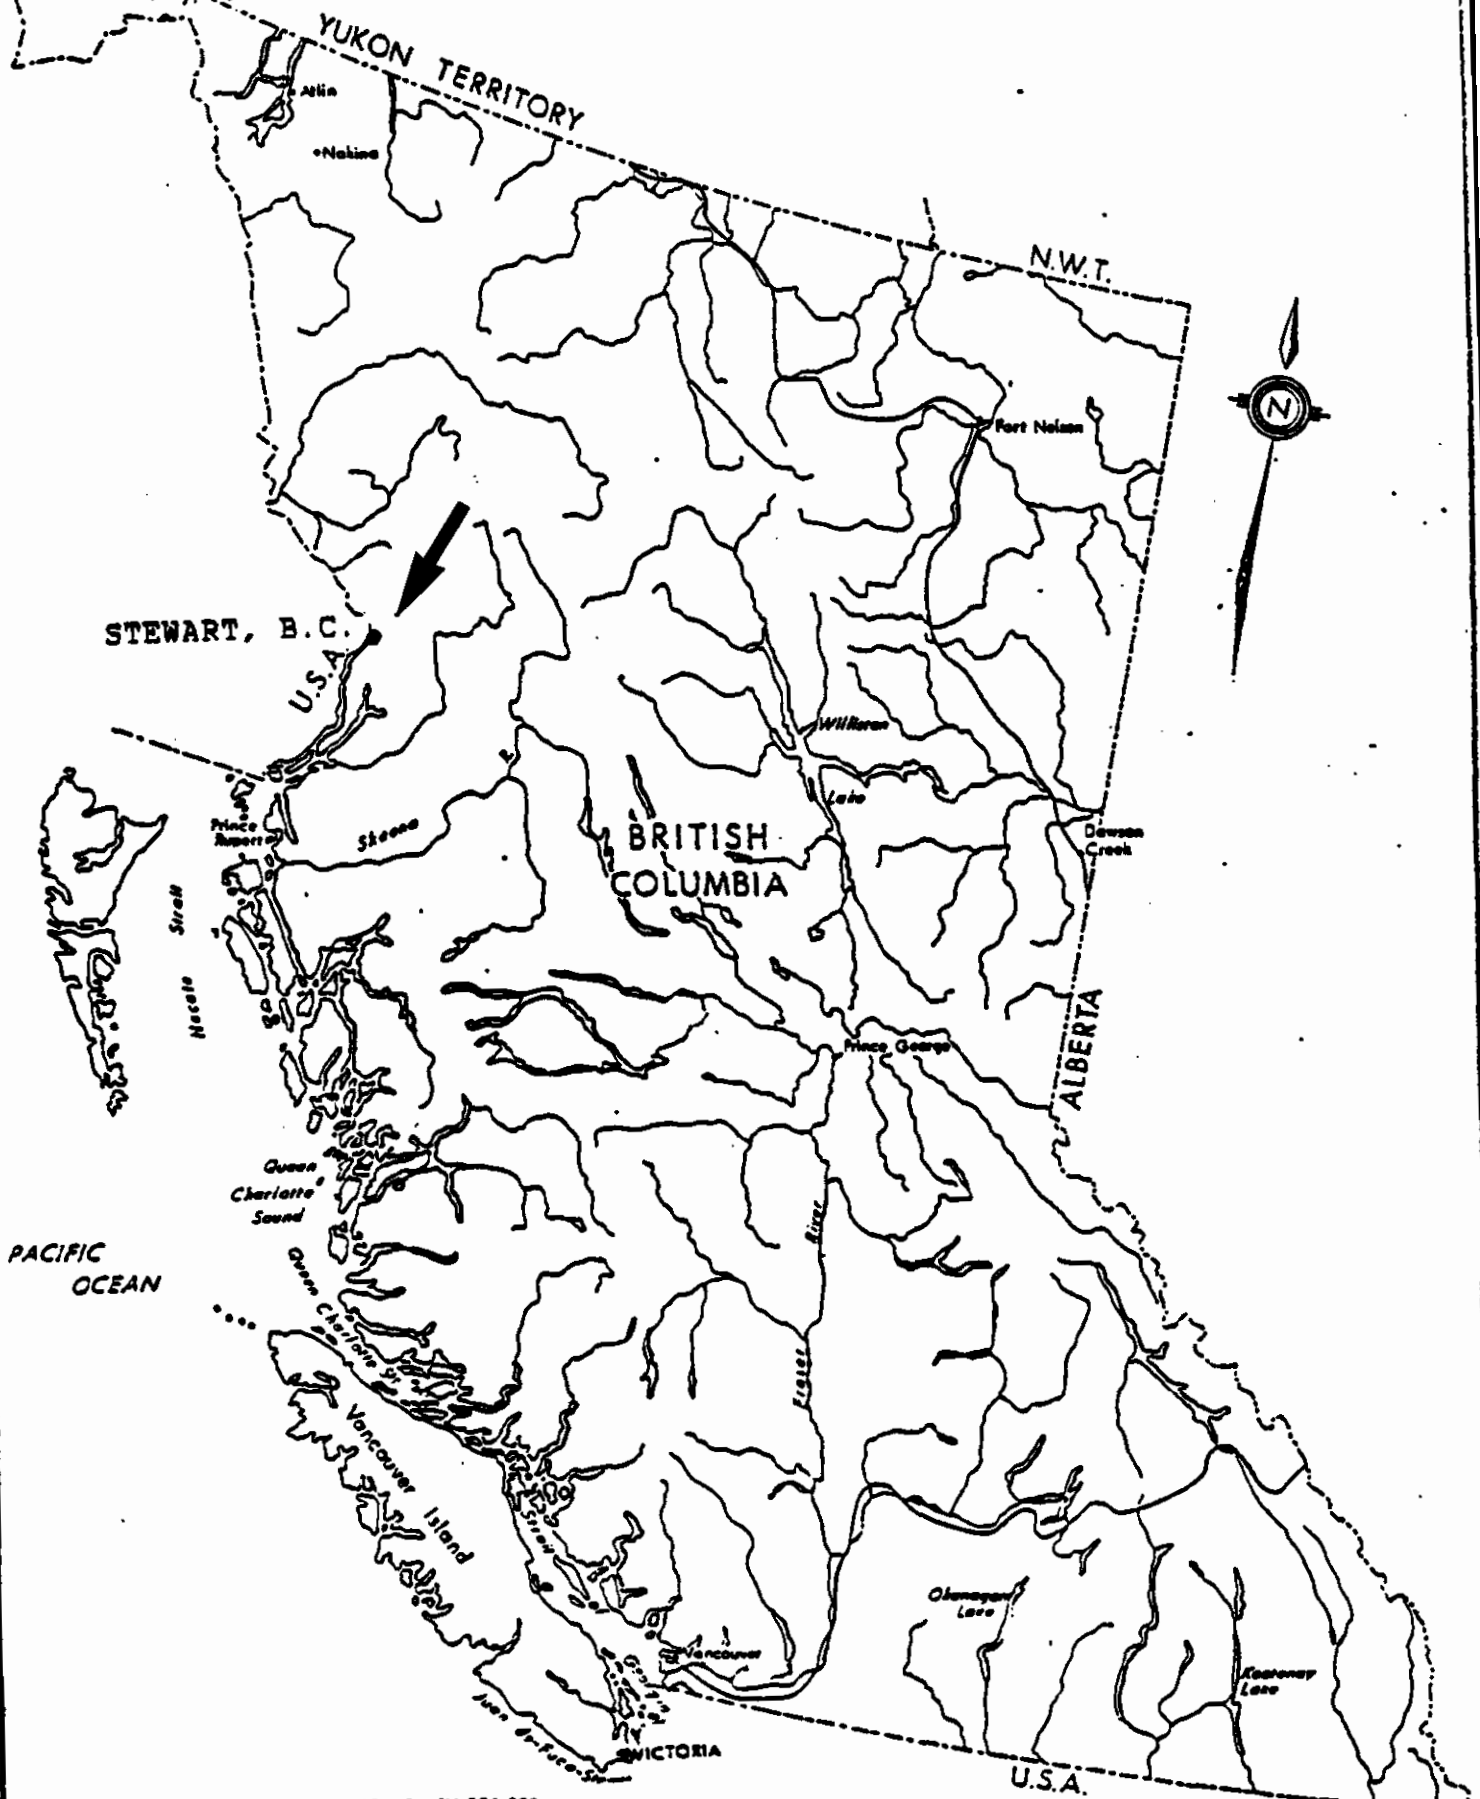 YUKON TERRITORY
Atlin
Nahina
N.W.T.
N
Fort Nelson
STEWART, B.C.
U.S.A.
Williston
Lake
R.
Skeena
Prince
Rupert
BRITISH
COLUMBIA
Dawson
Creek
Strait
Hecate
ALBERTA
Prince George
Queen
Charlotte
Sound
River
Fraser
PACIFIC
OCEAN
Queen Charlotte Str.
Vancouver Island
Strait
Georgia
Okanagan
Lake
Vancouver
Kootenay
Lake
Juan de Fuca
VICTORIA
U.S.A.